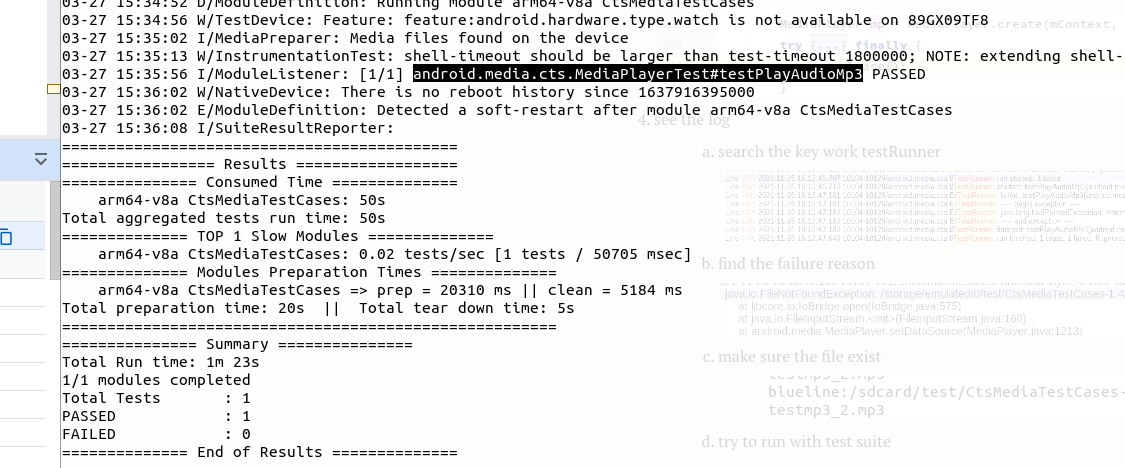 03-27 15:34:52 D/ModuleDefinition: Running module arm64-v8a CtsMediaTestCases
03-27 15:34:56 W/TestDevice: Feature: feature:android.hardware.type.watch is not available on 89GX09TF8
03-27 15:35:02 I/MediaPreparer: Media files found on the device
03-27 15:35:13 W/InstrumentationTest: shell-timeout should be larger than test-timeout 1800000; NOTE: extending shell-
03-27 15:35:56 I/ModuleListener: [1/1] android.media.cts.MediaPlayerTest#testPlayAudioMp3 PASSED
03-27 15:36:02 W/NativeDevice: There is no reboot history since 1637916395000
03-27 15:36:02 E/ModuleDefinition: Detected a soft-restart after module arm64-v8a CtsMediaTestCases
03-27 15:36:08 I/SuiteResultReporter:
============================================
================= Results ==================
=============== Consumed Time ==============
arm64-v8a CtsMediaTestCases: 50s
Total aggregated tests run time: 50s
============== TOP 1 Slow Modules ==============
arm64-v8a CtsMediaTestCases: 0.02 tests/sec [1 tests / 50705 msec]
============== Modules Preparation Times ==============
arm64-v8a CtsMediaTestCases => prep = 20310 ms || clean = 5184 ms
Total preparation time: 20s || Total tear down time: 5s
=======================================================
=============== Summary ===============
Total Run time: 1m 23s
1/1 modules completed
Total Tests : 1
PASSED : 1
FAILED : 0
============== End of Results ==============
try {...} finally {
4. see the log
a. search the key work testRunner
b. find the failure reason
java.io.FileNotFoundException: /storage/emulated/0/test/CtsMediaTestCases-1.4
at libcore.io.IoBridge.open(IoBridge.java:575)
at java.io.FileInputStream.<init>(FileInputStream.java:160)
at android.media.MediaPlayer.setDataSource(MediaPlayer.java:1213)
c. make sure the file exist
testmp3_2.mp3
blueline:/sdcard/test/CtsMediaTestCases-
testmp3_2.mp3
d. try to run with test suite